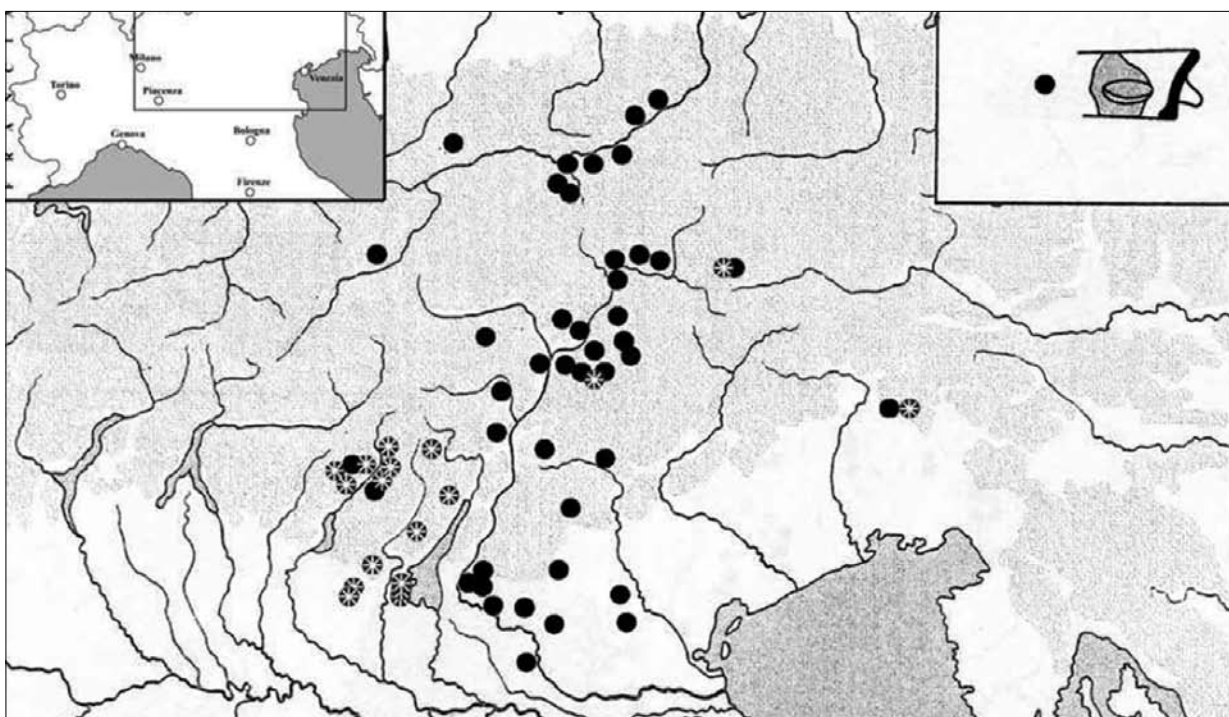 Milano
Venezia
Torino
Piacenza
Genova
Bologna
Firenze